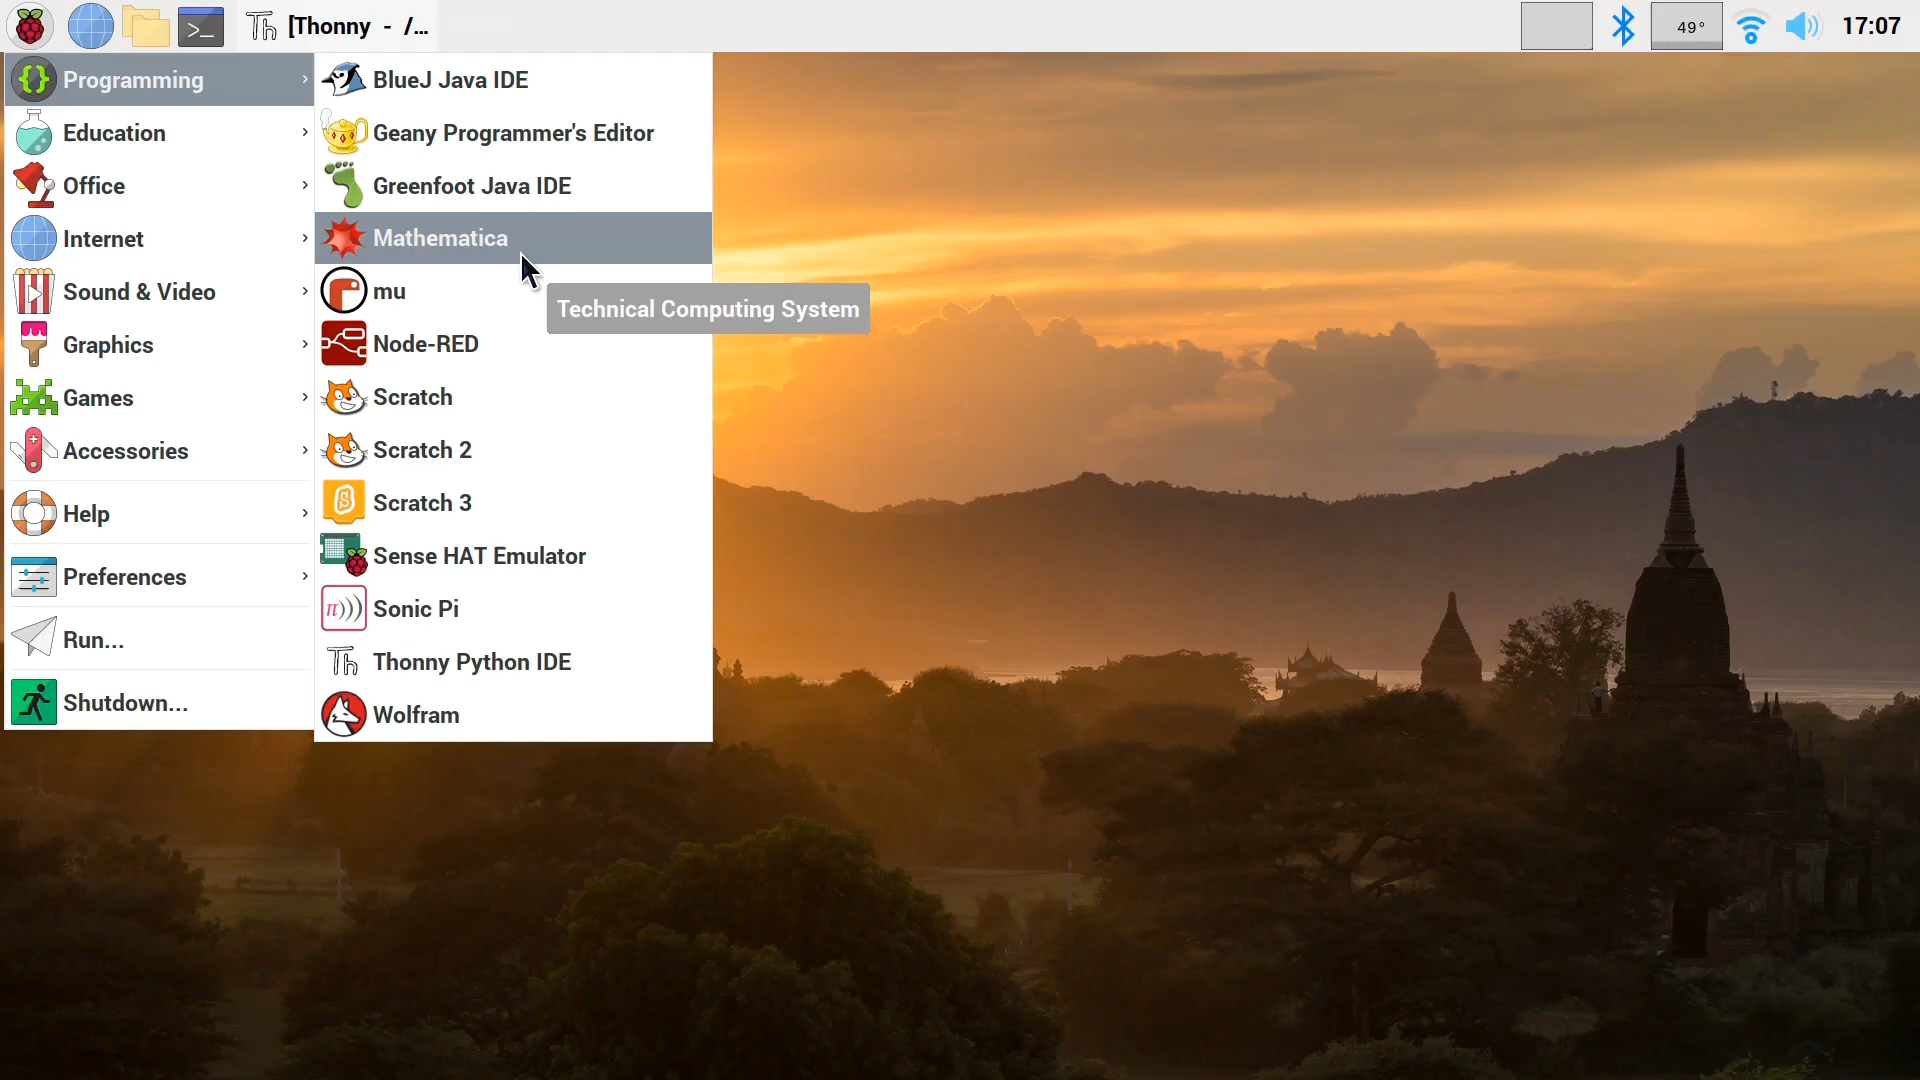 [Thonny - /...
49°
17:07
Programming
Education
Office
Internet
Sound & Video
Graphics
Games
Accessories
Help
Preferences
Run...
Shutdown...
BlueJ Java IDE
Geany Programmer's Editor
Greenfoot Java IDE
Mathematica
mu
Node-RED
Scratch
Scratch 2
Scratch 3
Sense HAT Emulator
Sonic Pi
Thonny Python IDE
Wolfram
Technical Computing System